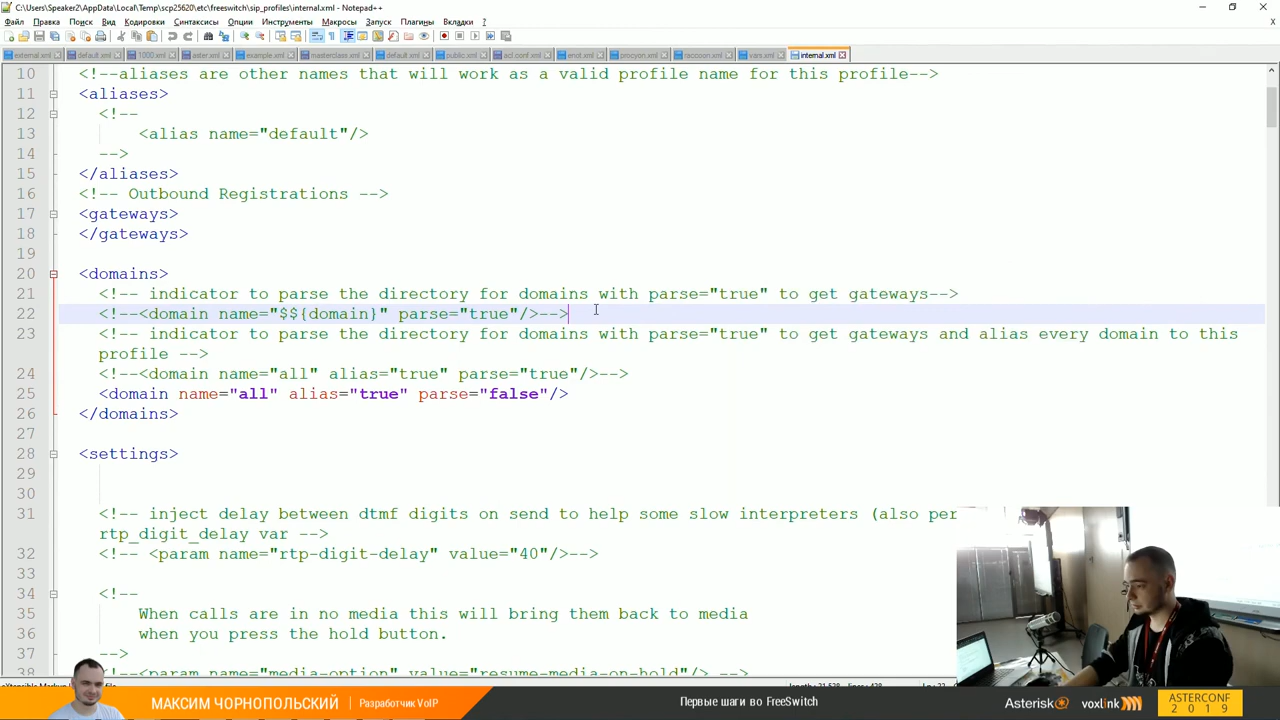 C:\Users\Speaker2\AppData\Local\Temp\scp25620\etc\freeswitch\sip_profiles\internal.xml - Notepad++
Файл Правка Поиск Вид Кодировки Синтаксисы Опции Инструменты Макросы Запуск Плагины Вкладки ?
external.xml default.xml 1000.xml aster.xml example.xml masterclass.xml default.xml public.xml acl.conf.xml enot.xml procyon.xml raccoon.xml vars.xml internal.xml
10 <!--aliases are other names that will work as a valid profile name for this profile-->
11 <aliases>
12 <!--
13 <alias name="default"/>
14 -->
15 </aliases>
16 <!-- Outbound Registrations -->
17 <gateways>
18 </gateways>
19
20 <domains>
21 <!-- indicator to parse the directory for domains with parse="true" to get gateways-->
22 <!--<domain name="$${domain}" parse="true"/>-->
23 <!-- indicator to parse the directory for domains with parse="true" to get gateways and alias every domain to this
profile -->
24 <!--<domain name="all" alias="true" parse="true"/>-->
25 <domain name="all" alias="true" parse="false"/>
26 </domains>
27
28 <settings>
29
30
31 <!-- inject delay between dtmf digits on send to help some slow interpreters (also per
rtp_digit_delay var -->
32 <!-- <param name="rtp-digit-delay" value="40"/>-->
33
34 <!--
35 When calls are in no media this will bring them back to media
36 when you press the hold button.
37 -->
38 <!--<param name="media-option" value="resume-media-on-hold"/> -->
МАКСИМ ЧОРНОПОЛЬСКИЙ | Разработчик VoIP
Первые шаги во FreeSwitch
Asterisk voxlink
ASTERCONF
2019